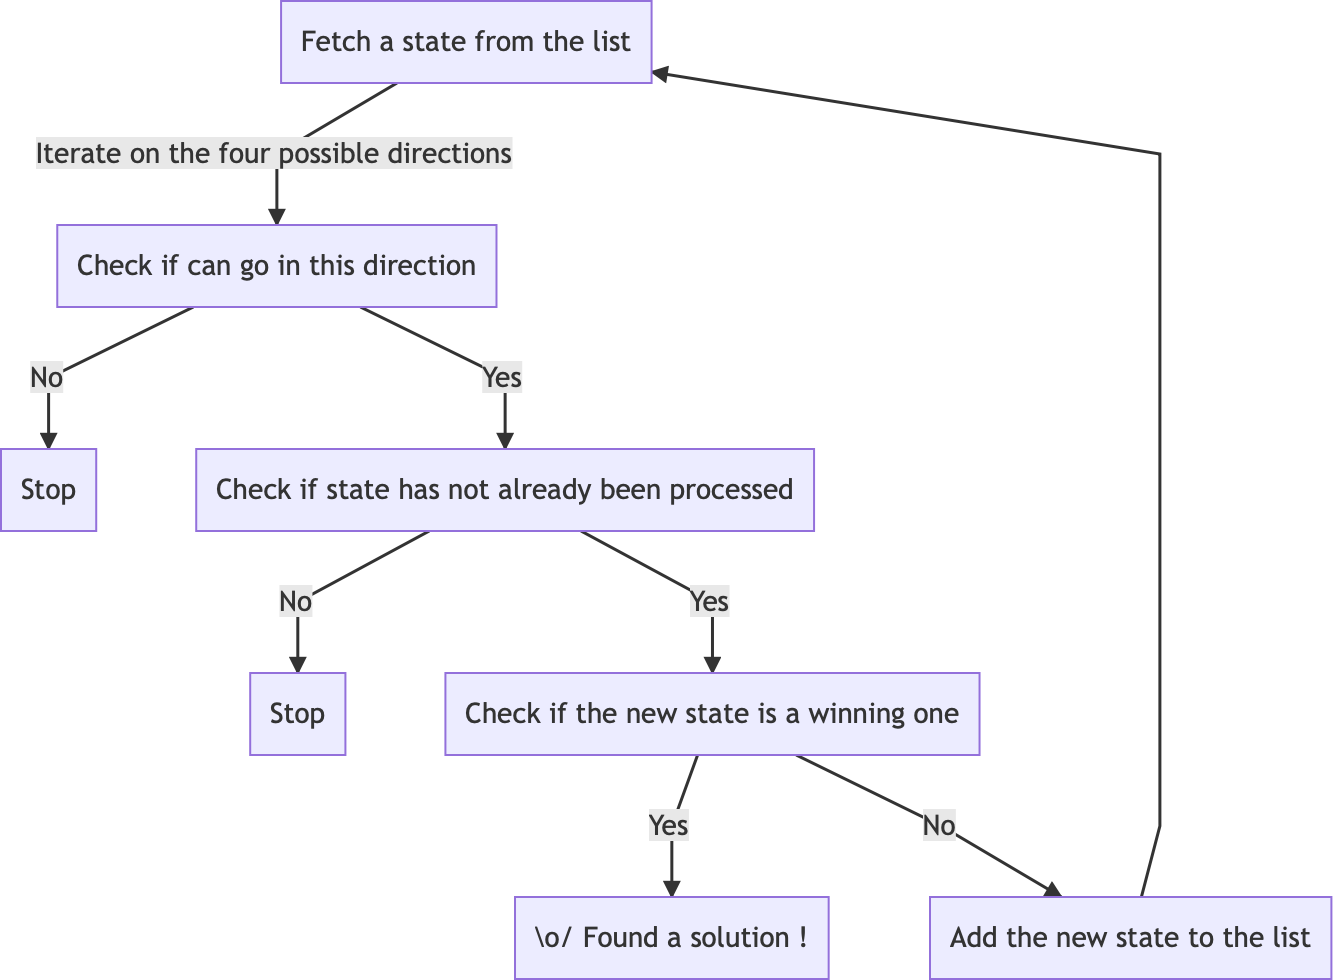 Fetch a state from the list
Iterate on the four possible directions
Check if can go in this direction
No
Yes
Stop
Check if state has not already been processed
No
Yes
Stop
Check if the new state is a winning one
Yes
No
\o/ Found a solution !
Add the new state to the list